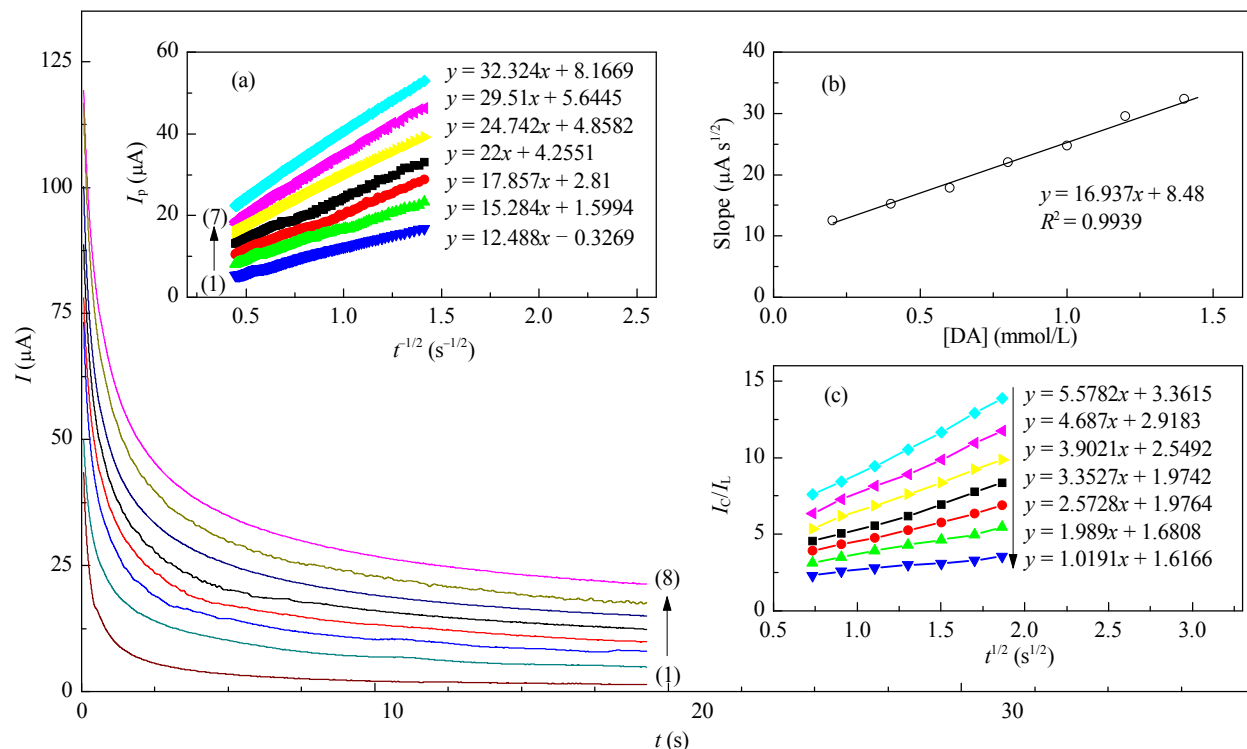 125
100
75
50
25
0
I (μA)
0
10
20
30
t (s)
(8)
(1)
(a)
60
40
20
0
Ip (μA)
0.5
1.0
1.5
2.0
2.5
t–1/2 (s–1/2)
(7)
(1)
y = 32.324x + 8.1669
y = 29.51x + 5.6445
y = 24.742x + 4.8582
y = 22x + 4.2551
y = 17.857x + 2.81
y = 15.284x + 1.5994
y = 12.488x – 0.3269
(b)
40
30
20
10
0
Slope (μA s1/2)
y = 16.937x + 8.48
R2 = 0.9939
0.0
0.5
1.0
1.5
[DA] (mmol/L)
(c)
15
10
5
0
IC/IL
y = 5.5782x + 3.3615
y = 4.687x + 2.9183
y = 3.9021x + 2.5492
y = 3.3527x + 1.9742
y = 2.5728x + 1.9764
y = 1.989x + 1.6808
y = 1.0191x + 1.6166
0.5
1.0
1.5
2.0
2.5
3.0
t1/2 (s1/2)